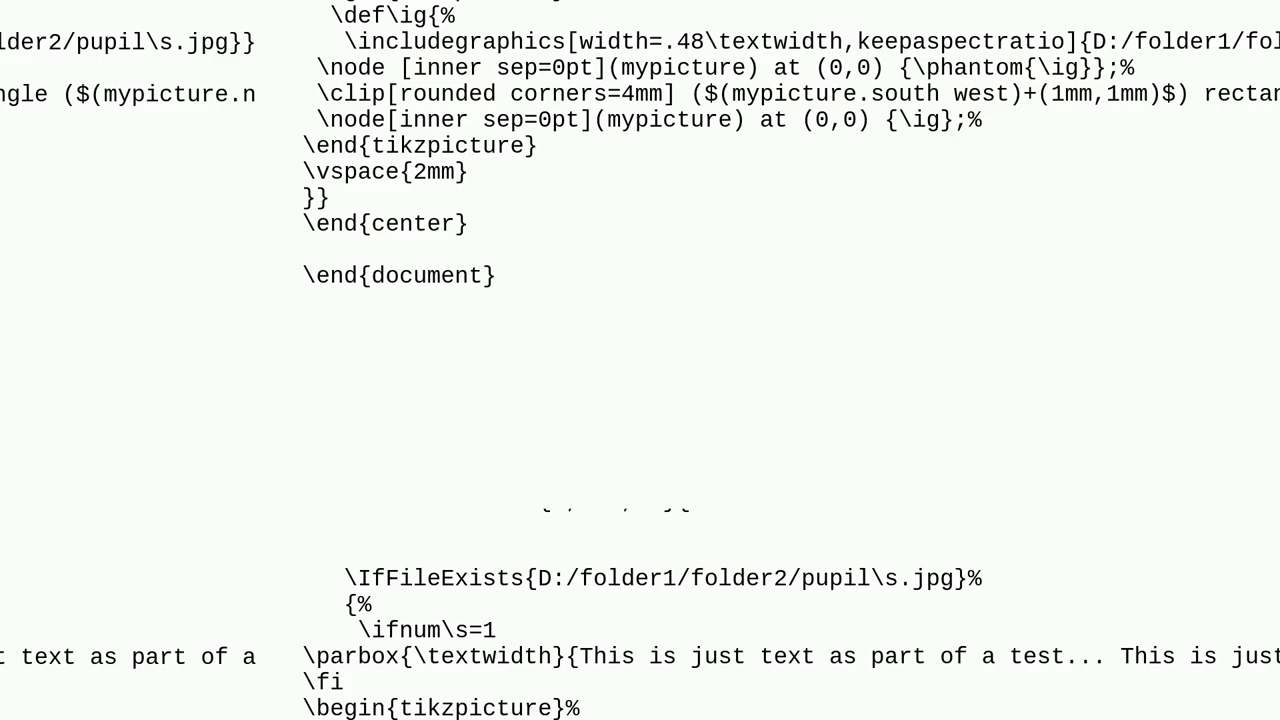 \def\ig{%
lder2/pupil\s.jpg}} \includegraphics[width=.48\textwidth,keepaspectratio]{D:/folder1/fol
\node [inner sep=0pt](mypicture) at (0,0) {\phantom{\ig}};%
ngle ($(mypicture.n \clip[rounded corners=4mm] ($(mypicture.south west)+(1mm,1mm)$) rectan
\node[inner sep=0pt](mypicture) at (0,0) {\ig};%
\end{tikzpicture}
\vspace{2mm}
}}
\end{center}
\end{document}
\IfFileExists{D:/folder1/folder2/pupil\s.jpg}%
{%
\ifnum\s=1
t text as part of a \parbox{\textwidth}{This is just text as part of a test... This is just
\fi
\begin{tikzpicture}%